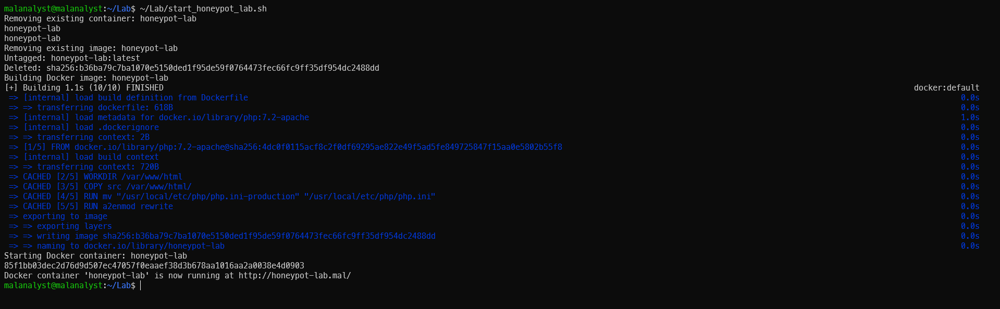 malanalyst@malanalyst:~/Lab$ ~/Lab/start_honeypot_lab.sh
Removing existing container: honeypot-lab
honeypot-lab
honeypot-lab
Removing existing image: honeypot-lab
Untagged: honeypot-lab:latest
Deleted: sha256:b36ba79c7ba1070e5150ded1f95de59f0764473fec66fc9ff35df954dc2488dd
Building Docker image: honeypot-lab
[+] Building 1.1s (10/10) FINISHED docker:default
=> [internal] load build definition from Dockerfile 0.0s
=> => transferring dockerfile: 618B 0.0s
=> [internal] load metadata for docker.io/library/php:7.2-apache 1.0s
=> [internal] load .dockerignore 0.0s
=> => transferring context: 2B 0.0s
=> [1/5] FROM docker.io/library/php:7.2-apache@sha256:4dc0f0115acf8c2f0df69295ae822e49f5ad5fe849725847f15aa0e5802b55f8 0.0s
=> [internal] load build context 0.0s
=> => transferring context: 720B 0.0s
=> CACHED [2/5] WORKDIR /var/www/html 0.0s
=> CACHED [3/5] COPY src /var/www/html/ 0.0s
=> CACHED [4/5] RUN mv "/usr/local/etc/php/php.ini-production" "/usr/local/etc/php/php.ini" 0.0s
=> CACHED [5/5] RUN a2enmod rewrite 0.0s
=> exporting to image 0.0s
=> => exporting layers 0.0s
=> => writing image sha256:b36ba79c7ba1070e5150ded1f95de59f0764473fec66fc9ff35df954dc2488dd 0.0s
=> => naming to docker.io/library/honeypot-lab 0.0s
Starting Docker container: honeypot-lab
85f1bb03dec2d76d9d507ec47057f0eaaef38d3b678aa1016aa2a0038e4d0903
Docker container 'honeypot-lab' is now running at http://honeypot-lab.mal/
malanalyst@malanalyst:~/Lab$